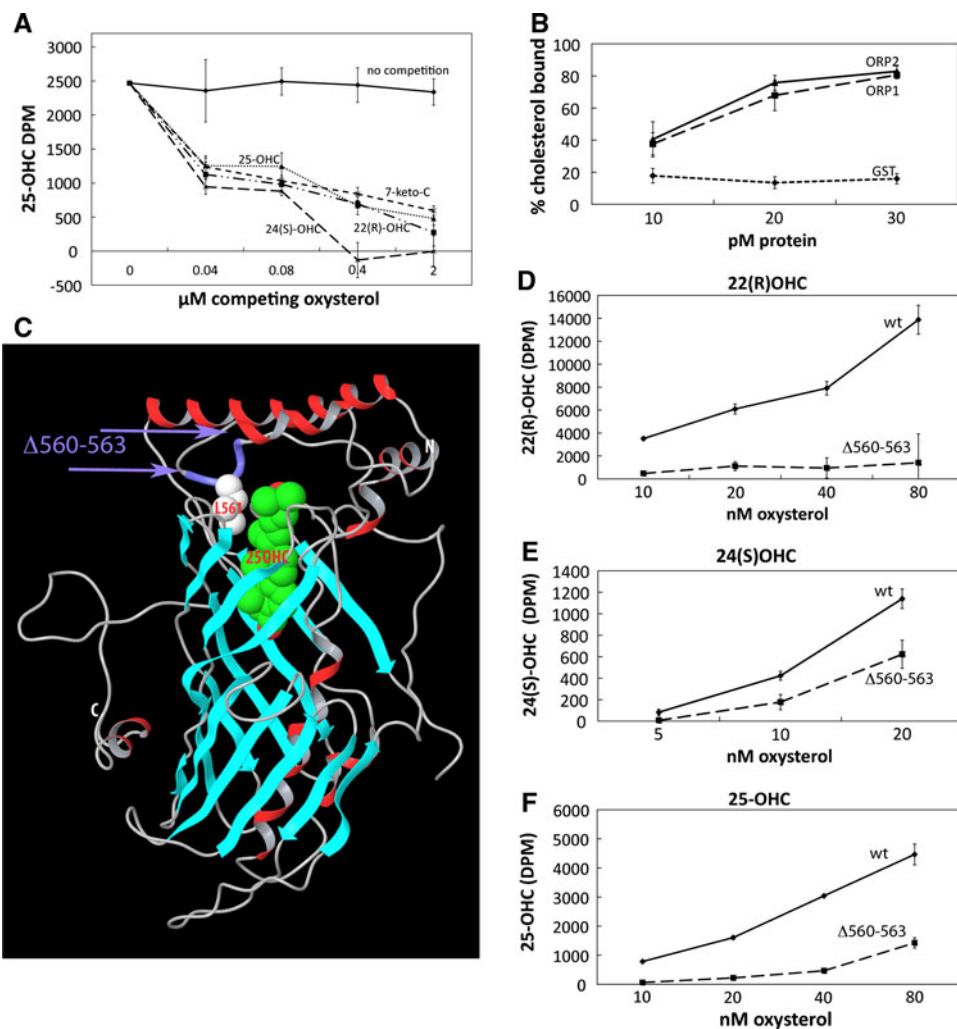 A
3000
2500
2000
1500
1000
500
0
-500
25-OHC DPM
no competition
25-OHC
7-keto-C
24(S)-OHC
22(R)-OHC
0
0.04
0.08
0.4
2
μM competing oxysterol
B
100
80
60
40
20
0
% cholesterol bound
ORP2
ORP1
GST
10
20
30
pM protein
C
Δ560-563
N
L561
25OHC
C
D
22(R)OHC
16000
14000
12000
10000
8000
6000
4000
2000
0
22(R)-OHC (DPM)
wt
Δ560-563
10
20
40
80
nM oxysterol
E
24(S)OHC
1400
1200
1000
800
600
400
200
0
24(S)-OHC (DPM)
wt
Δ560-563
5
10
20
nM oxysterol
F
25-OHC
6000
5000
4000
3000
2000
1000
0
25-OHC (DPM)
wt
Δ560-563
10
20
40
80
nM oxysterol